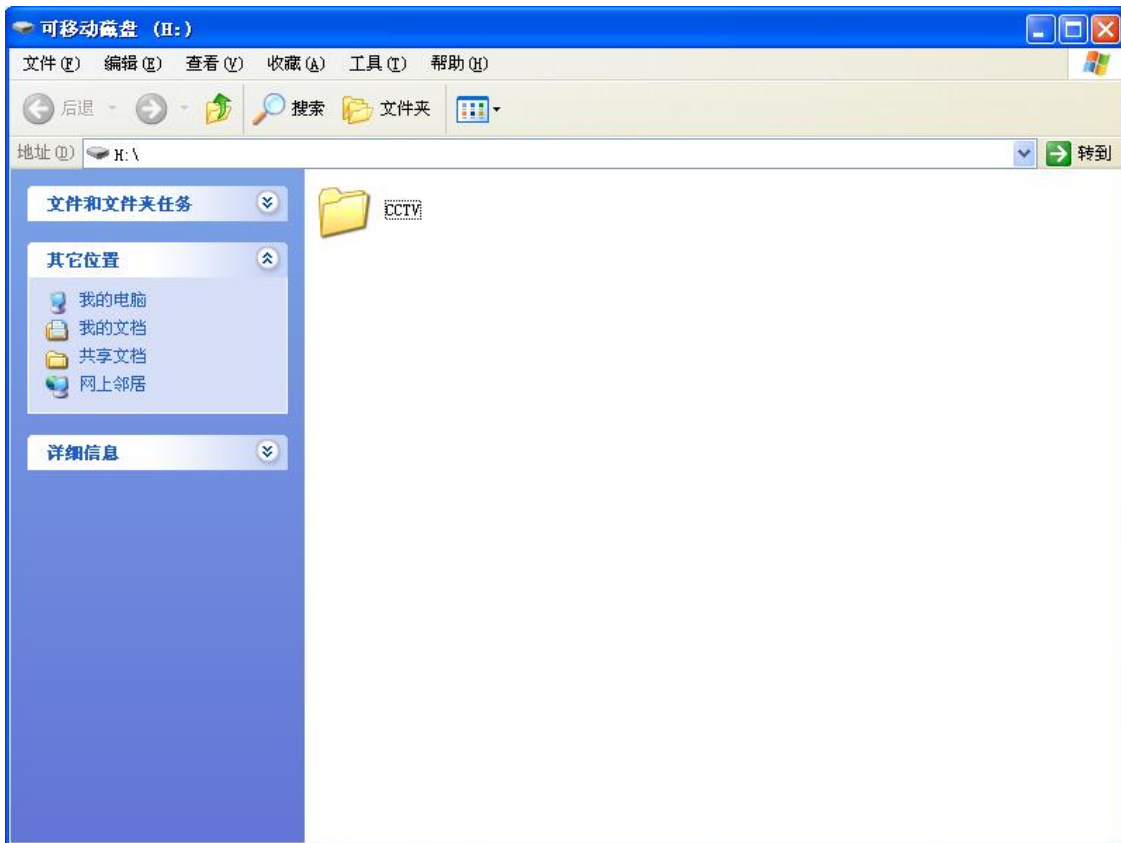 可移动磁盘 (H:)
文件(F) 编辑(E) 查看(V) 收藏(A) 工具(T) 帮助(H)
后退 搜索 文件夹
地址(D) H:\ 转到
文件和文件夹任务
CCTV
其它位置
我的电脑
我的文档
共享文档
网上邻居
详细信息